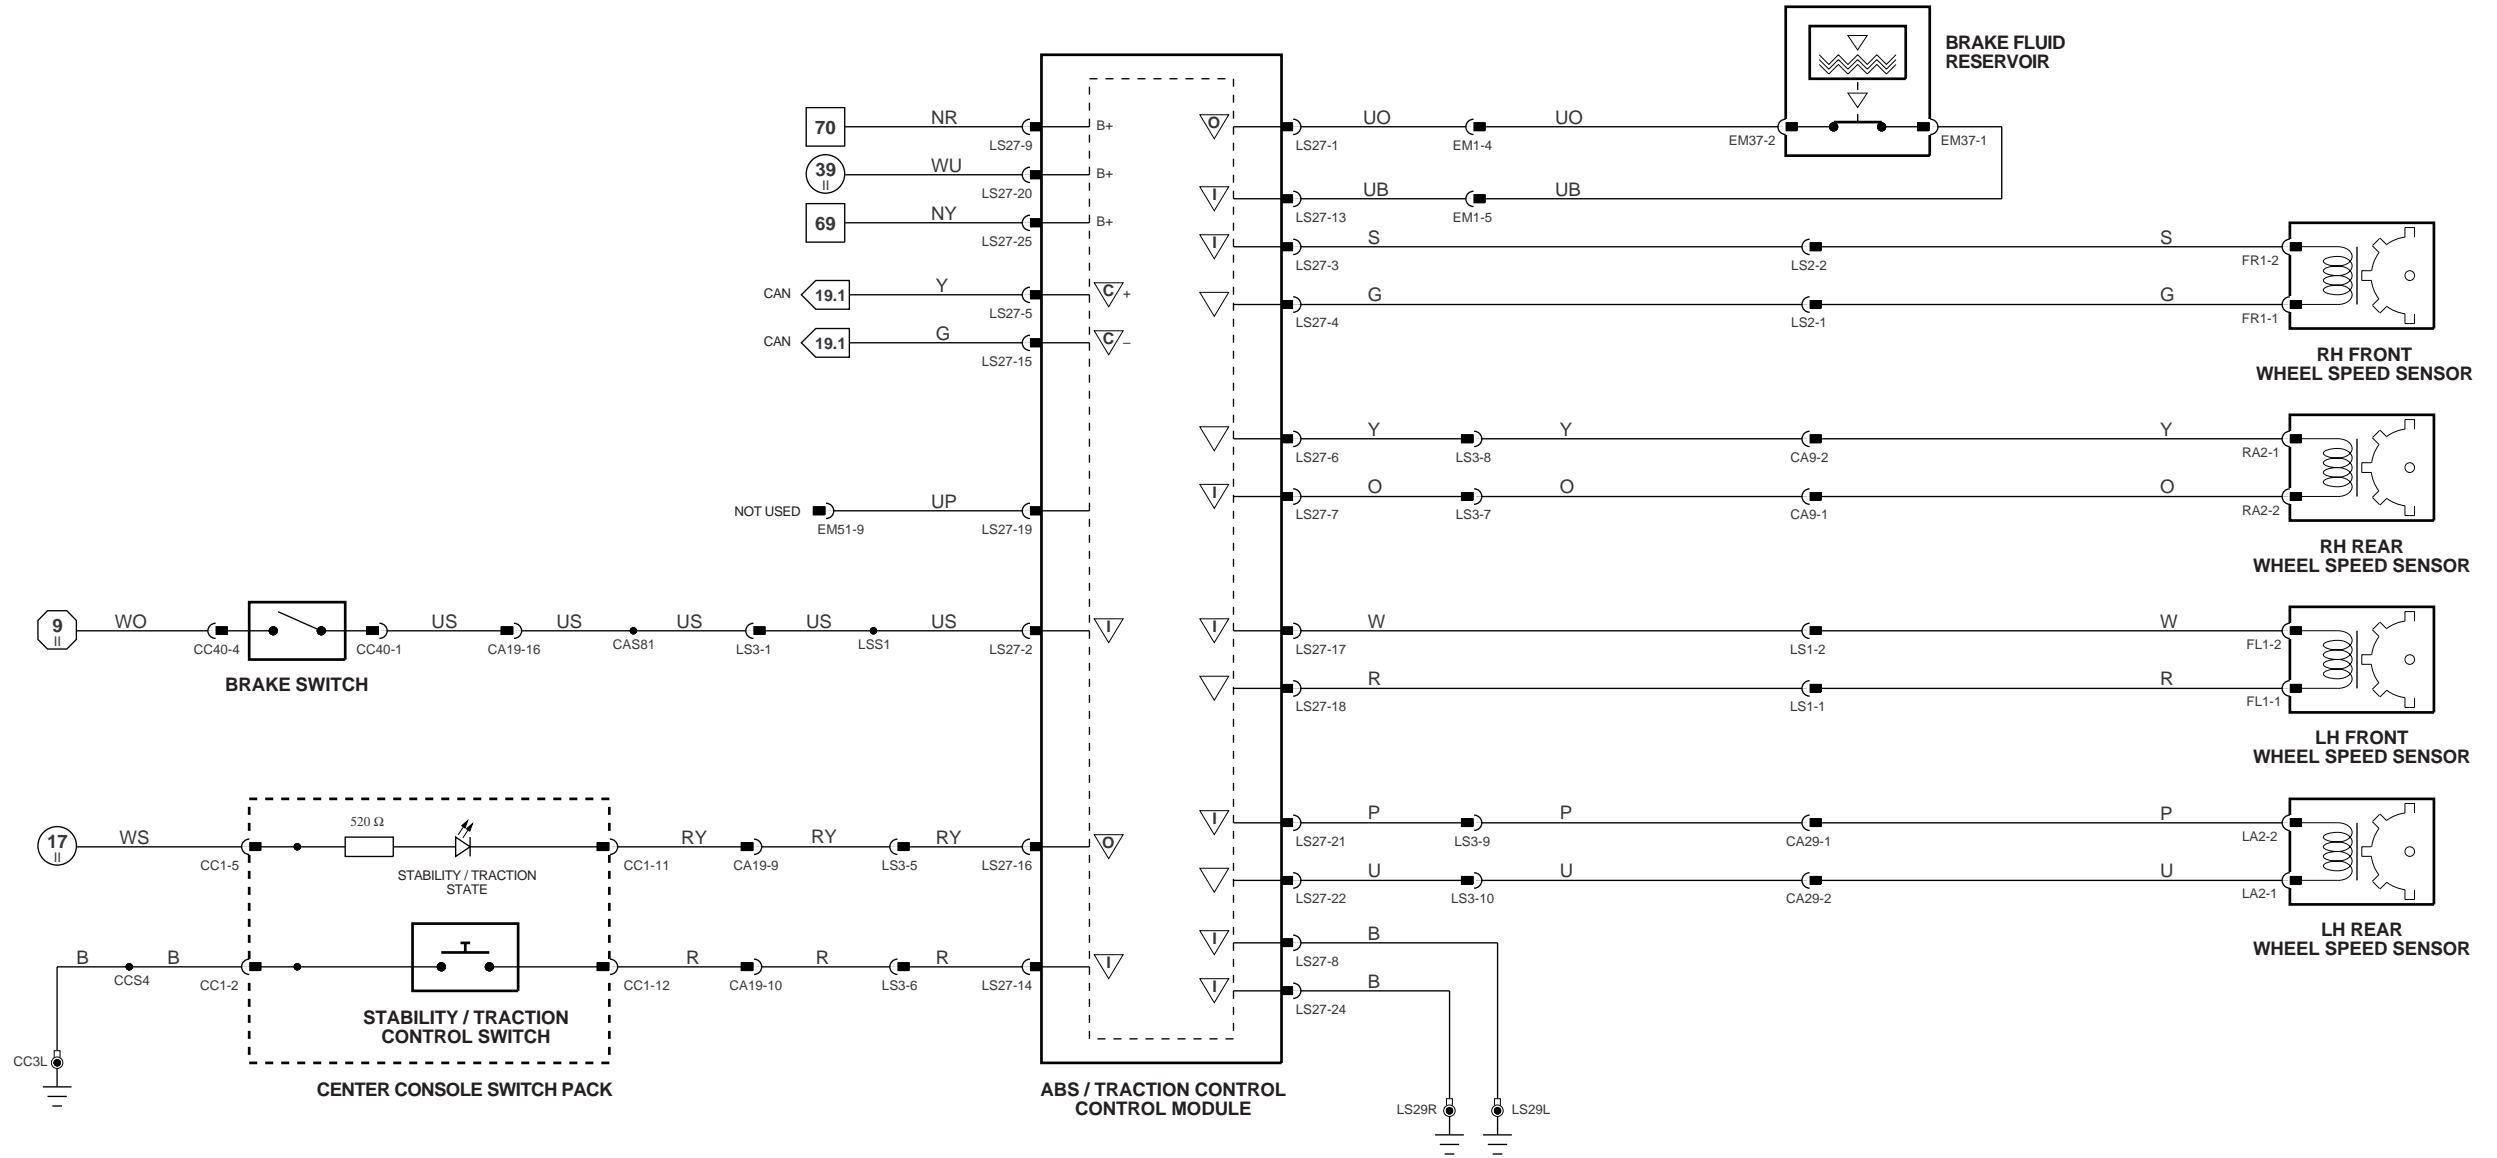 BRAKE FLUID
RESERVOIR
70
NR
LS27-9
B+
O
LS27-1
UO
EM1-4
UO
EM37-2
EM37-1
39
II
WU
LS27-20
B+
I
LS27-13
UB
EM1-5
UB
69
NY
LS27-25
B+
I
LS27-3
S
LS2-2
S
FR1-2
CAN
19.1
Y
LS27-5
C
+
LS27-4
G
LS2-1
G
FR1-1
CAN
19.1
G
LS27-15
C
–
RH FRONT
WHEEL SPEED SENSOR
LS27-6
Y
LS3-8
Y
CA9-2
Y
RA2-1
NOT USED
EM51-9
UP
LS27-19
I
LS27-7
O
LS3-7
O
CA9-1
O
RA2-2
RH REAR
WHEEL SPEED SENSOR
9
II
WO
CC40-4
CC40-1
US
CA19-16
US
CAS81
US
LS3-1
US
LSS1
US
LS27-2
I
BRAKE SWITCH
I
LS27-17
W
LS1-2
W
FL1-2
LS27-18
R
LS1-1
R
FL1-1
LH FRONT
WHEEL SPEED SENSOR
17
II
WS
CC1-5
520 Ω
STABILITY / TRACTION
STATE
CC1-11
RY
CA19-9
RY
LS3-5
RY
LS27-16
O
I
LS27-21
P
LS3-9
P
CA29-1
P
LA2-2
LS27-22
U
LS3-10
U
CA29-2
U
LA2-1
LH REAR
WHEEL SPEED SENSOR
B
CCS4
B
CC1-2
CC1-12
R
CA19-10
R
LS3-6
R
LS27-14
I
I
LS27-8
B
I
LS27-24
B
STABILITY / TRACTION
CONTROL SWITCH
CC3L
CENTER CONSOLE SWITCH PACK
ABS / TRACTION CONTROL
CONTROL MODULE
LS29R
LS29L